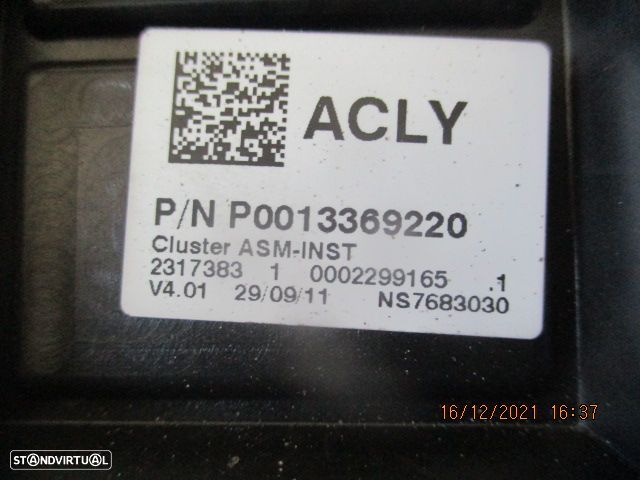 ACLY
P/N P0013369220
Cluster ASM-INST
2317383 1 0002299165 .1
V4.01 29/09/11 NS7683030
16/12/2021 16:37
STANDVIRTUAL